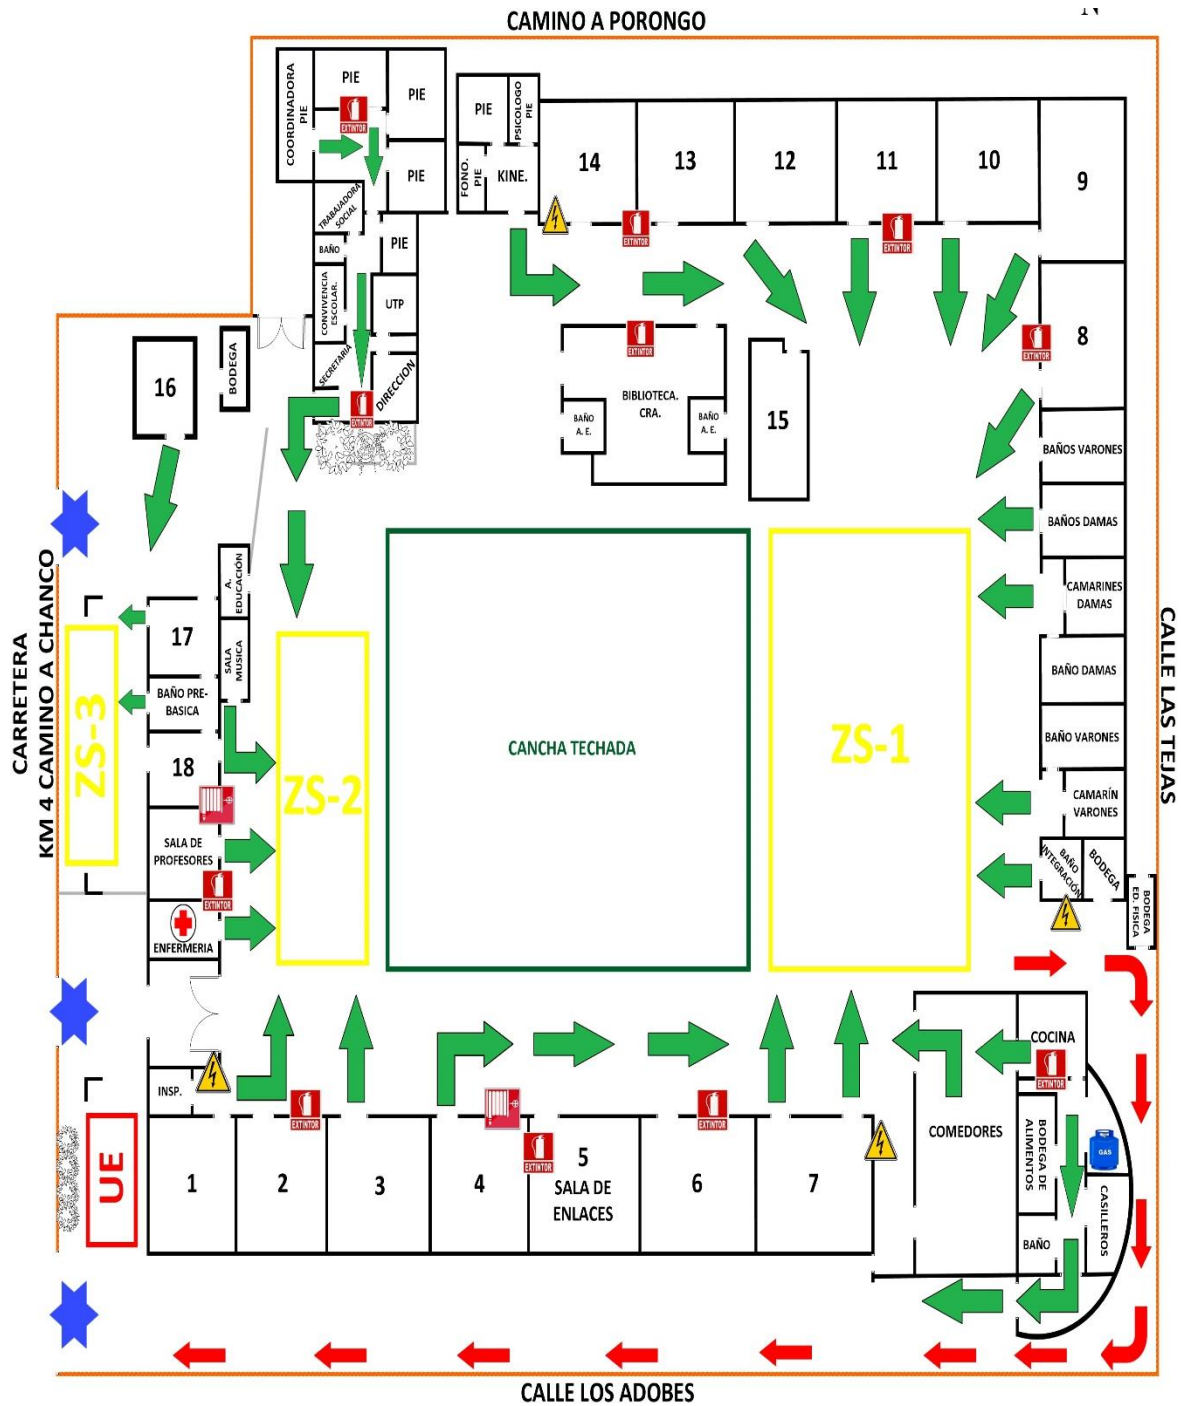 N
CAMINO A PORONGO
COORDINADORA
PIE
PIE
PIE
EXTINTOR
PIE
TRABAJADORA
SOCIAL
BAÑO
PIE
CONVIVENCIA
ESCOLAR.
UTP
SECRETARIA
DIRECCION
EXTINTOR
PIE
PSICOLOGO
PIE
FONO.
PIE
KINE.
14
13
12
11
10
9
EXTINTOR
EXTINTOR
8
EXTINTOR
16
BODEGA
EXTINTOR
BIBLIOTECA.
CRA.
BAÑO
A. E.
BAÑO
A. E.
15
BAÑOS VARONES
BAÑOS DAMAS
CAMARINES
DAMAS
BAÑO DAMAS
BAÑO VARONES
CAMARÍN
VARONES
BAÑO
INTEGRACIÓN
BODEGA
BODEGA
ED. FISICA
CALLE LAS TEJAS
CARRETERA
KM 4 CAMINO A CHANCO
A.
EDUCACIÓN
SALA
MUSICA
17
BAÑO PRE-
BASICA
18
SALA DE
PROFESORES
EXTINTOR
ENFERMERIA
ZS-3
ZS-2
CANCHA TECHADA
ZS-1
INSP.
UE
1
2
3
4
5
SALA DE
ENLACES
6
7
EXTINTOR
EXTINTOR
EXTINTOR
COMEDORES
COCINA
EXTINTOR
BODEGA DE
ALIMENTOS
BAÑO
GAS
CASILLEROS
CALLE LOS ADOBES